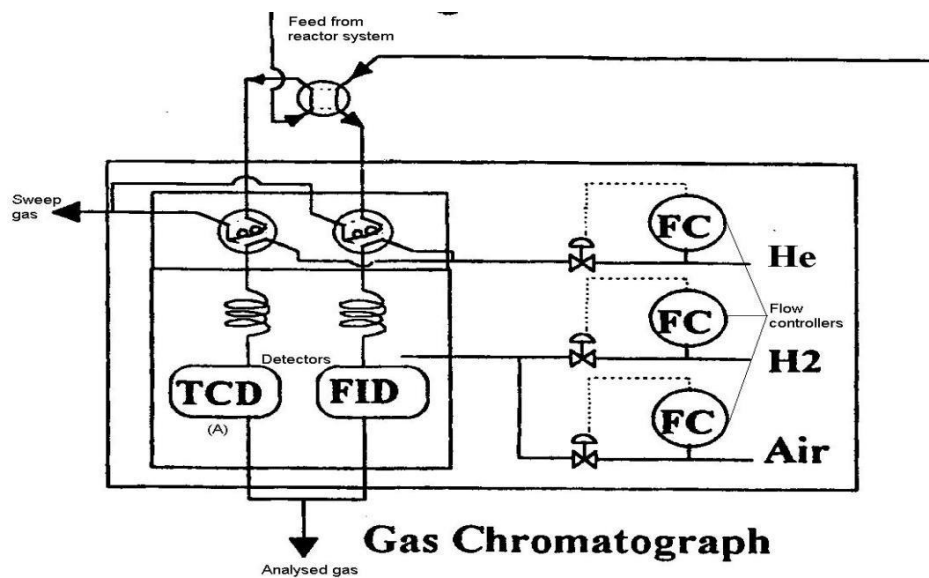 Feed from
reactor system
Sweep
gas
FC
He
FC
Flow
controllers
H2
Detectors
TCD
FID
(A)
FC
Air
Gas Chromatograph
Analysed gas